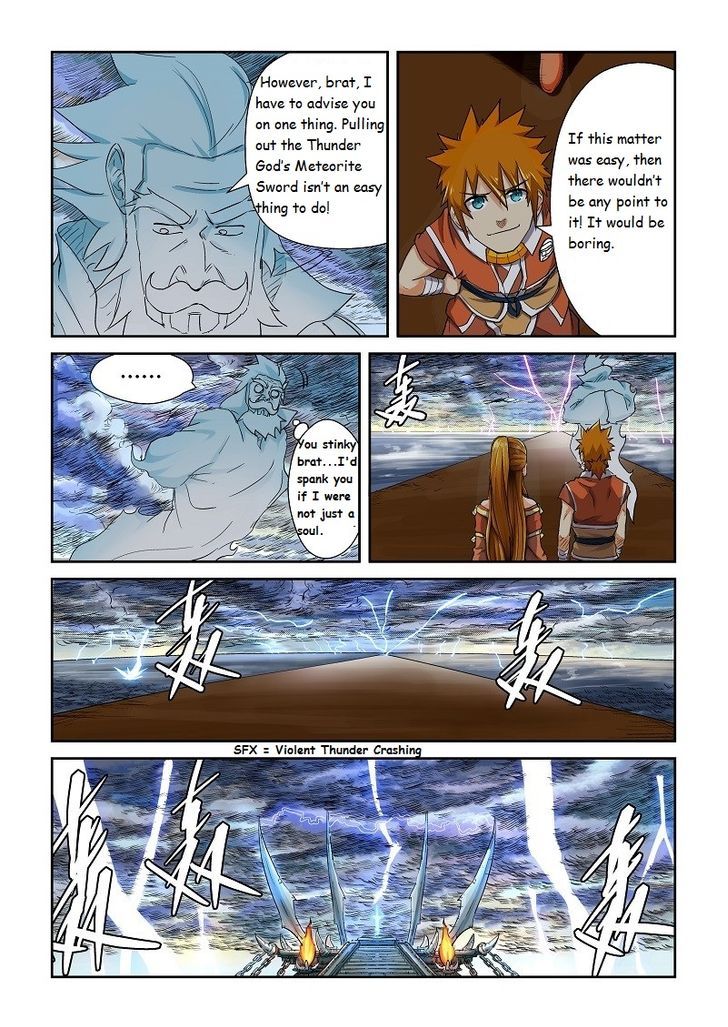 However, brat, I
have to advise you
on one thing. Pulling
out the Thunder
God's Meteorite
Sword isn't an easy
thing to do!
If this matter
was easy, then
there wouldn't
be any point to
it! It would be
boring.
......
You stinky
brat...I'd
spank you
if I were
not just a
soul.
轰
轰
轰
SFX = Violent Thunder Crashing
轰
轰
轰
轰